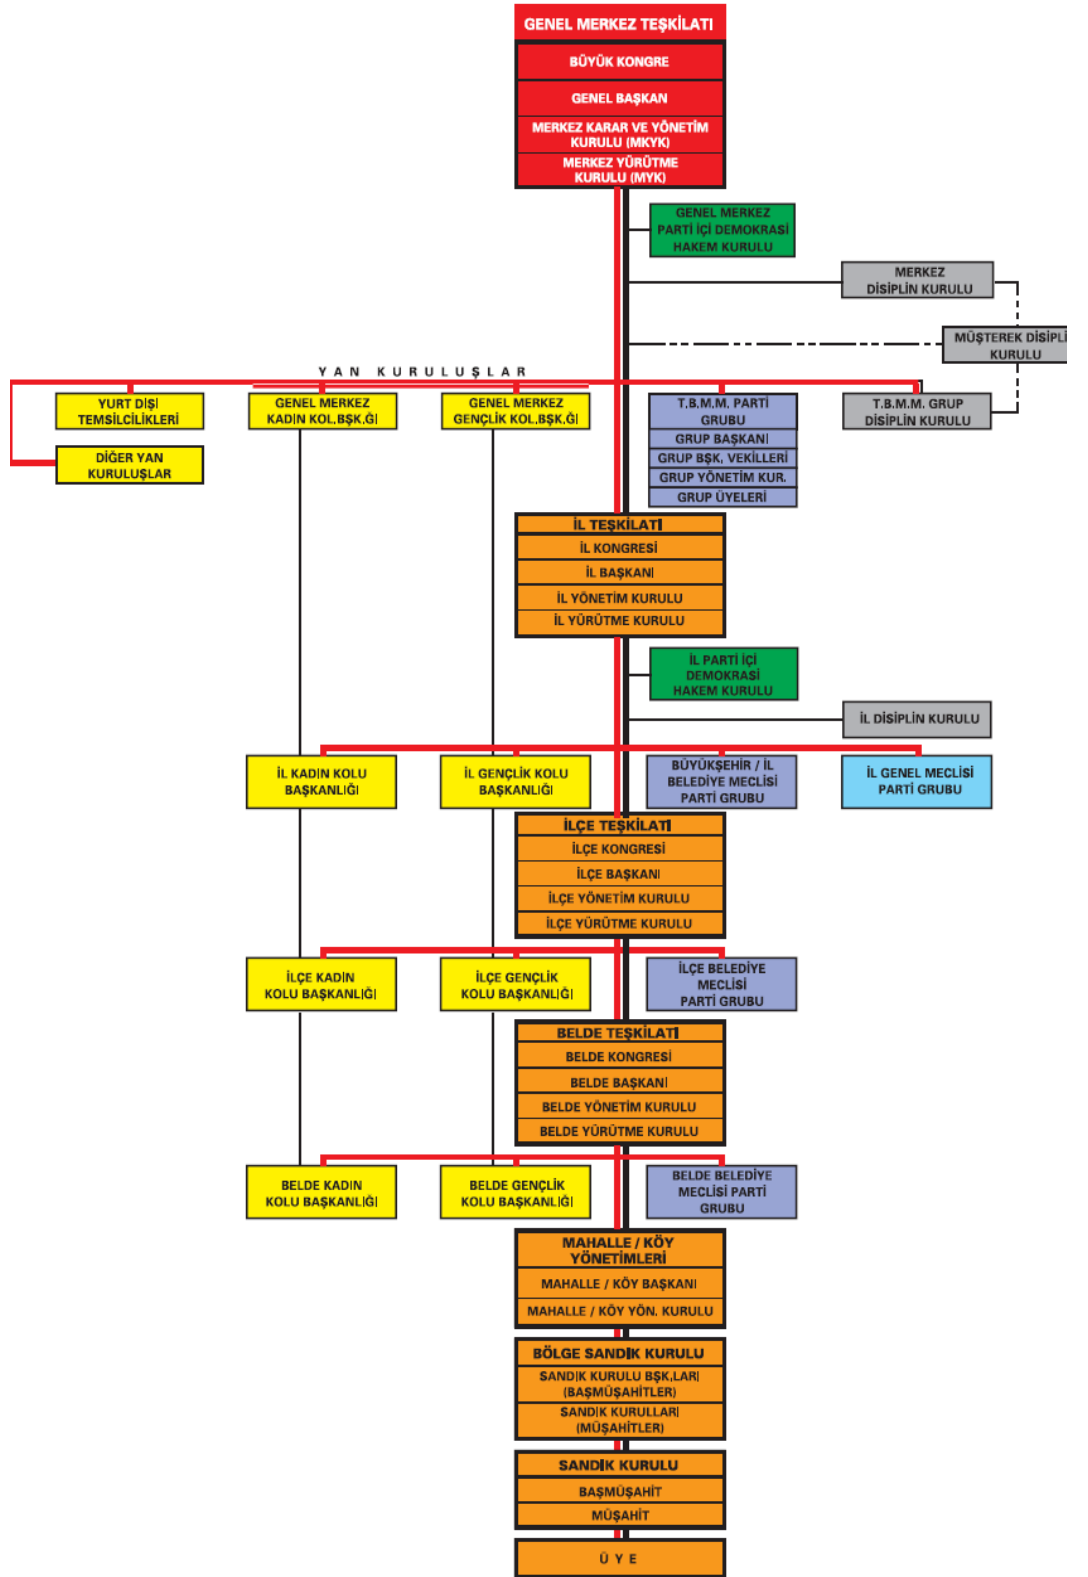 GENEL MERKEZ TEŞKİLATI
BÜYÜK KONGRE
GENEL BAŞKAN
MERKEZ KARAR VE YÖNETİM
KURULU (MKYK)
MERKEZ YÜRÜTME
KURULU (MYK)
GENEL MERKEZ
PARTİ İÇİ DEMOKRASİ
HAKEM KURULU
MERKEZ
DİSİPLİN KURULU
MÜŞTEREK DİSİPLİ
KURULU
YAN KURULUŞLAR
YURT DIŞI
TEMSİLCİLİKLERİ
GENEL MERKEZ
KADIN KOL.BŞK.ĞI
GENEL MERKEZ
GENÇLİK KOL.BŞK.ĞI
T.B.M.M. PARTİ
GRUBU
T.B.M.M. GRUP
DİSİPLİN KURULU
GRUP BAŞKANI
GRUP BŞK. VEKİLLERİ
GRUP YÖNETİM KUR.
GRUP ÜYELERİ
DİĞER YAN
KURULUŞLAR
İL TEŞKİLATI
İL KONGRESİ
İL BAŞKANI
İL YÖNETİM KURULU
İL YÜRÜTME KURULU
İL PARTİ İÇİ
DEMOKRASİ
HAKEM KURULU
İL DİSİPLİN KURULU
İL KADIN KOLU
BAŞKANLIĞI
İL GENÇLİK KOLU
BAŞKANLIĞI
BÜYÜKŞEHİR / İL
BELEDİYE MECLİSİ
PARTİ GRUBU
İL GENEL MECLİSİ
PARTİ GRUBU
İLÇE TEŞKİLATI
İLÇE KONGRESİ
İLÇE BAŞKANI
İLÇE YÖNETİM KURULU
İLÇE YÜRÜTME KURULU
İLÇE KADIN
KOLU BAŞKANLIĞI
İLÇE GENÇLİK
KOLU BAŞKANLIĞI
İLÇE BELEDİYE
MECLİSİ
PARTİ GRUBU
BELDE TEŞKİLATI
BELDE KONGRESİ
BELDE BAŞKANI
BELDE YÖNETİM KURULU
BELDE YÜRÜTME KURULU
BELDE KADIN
KOLU BAŞKANLIĞI
BELDE GENÇLİK
KOLU BAŞKANLIĞI
BELDE BELEDİYE
MECLİSİ PARTİ
GRUBU
MAHALLE / KÖY
YÖNETİMLERİ
MAHALLE / KÖY BAŞKANI
MAHALLE / KÖY YÖN. KURULU
BÖLGE SANDIK KURULU
SANDIK KURULU BŞK.LARI
(BAŞMÜŞAHİTLER)
SANDIK KURULLARI
(MÜŞAHİTLER)
SANDIK KURULU
BAŞMÜŞAHİT
MÜŞAHİT
ÜYE